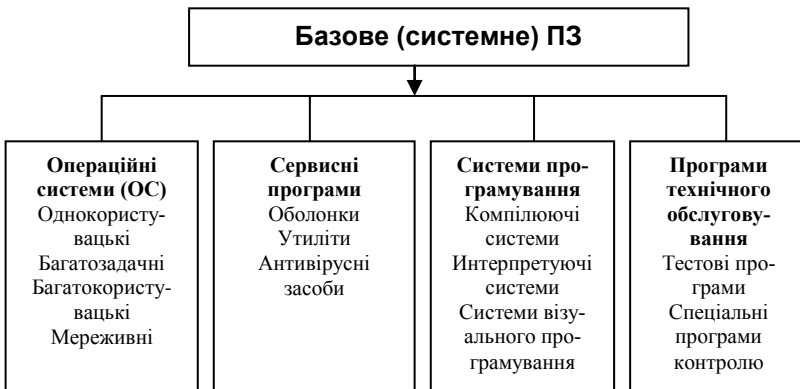 Базове (системне) ПЗ
Операційні
системи (ОС)
Однокористу-
вацькі
Багатозадачні
Багатокористу-
вацькі
Мереживні
Сервисні
програми
Оболонки
Утиліти
Антивірусні
засоби
Системи про-
грамування
Компілюючі
системи
Интерпретуючі
системи
Системи візу-
ального про-
грамування
Програми
технічного
обслугову-
вання
Тестові про-
грами
Спеціальні
програми
контролю